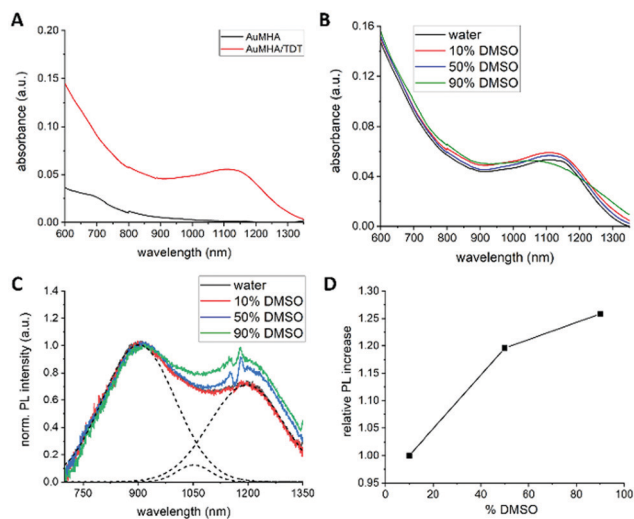 A
AuMHA
AuMHA/TDT
absorbance (a.u.)
0.20
0.15
0.10
0.05
0.00
600 700 800 900 1000 1100 1200 1300
wavelength (nm)
B
water
10% DMSO
50% DMSO
90% DMSO
absorbance (a.u.)
0.16
0.12
0.08
0.04
0.00
600 700 800 900 1000 1100 1200 1300
wavelength (nm)
C
water
10% DMSO
50% DMSO
90% DMSO
norm. PL intensity (a.u.)
1.4
1.2
1.0
0.8
0.6
0.4
0.2
0.0
750 900 1050 1200 1350
wavelength (nm)
D
relative PL increase
1.30
1.25
1.20
1.15
1.10
1.05
1.00
0.95
0 20 40 60 80 100
% DMSO